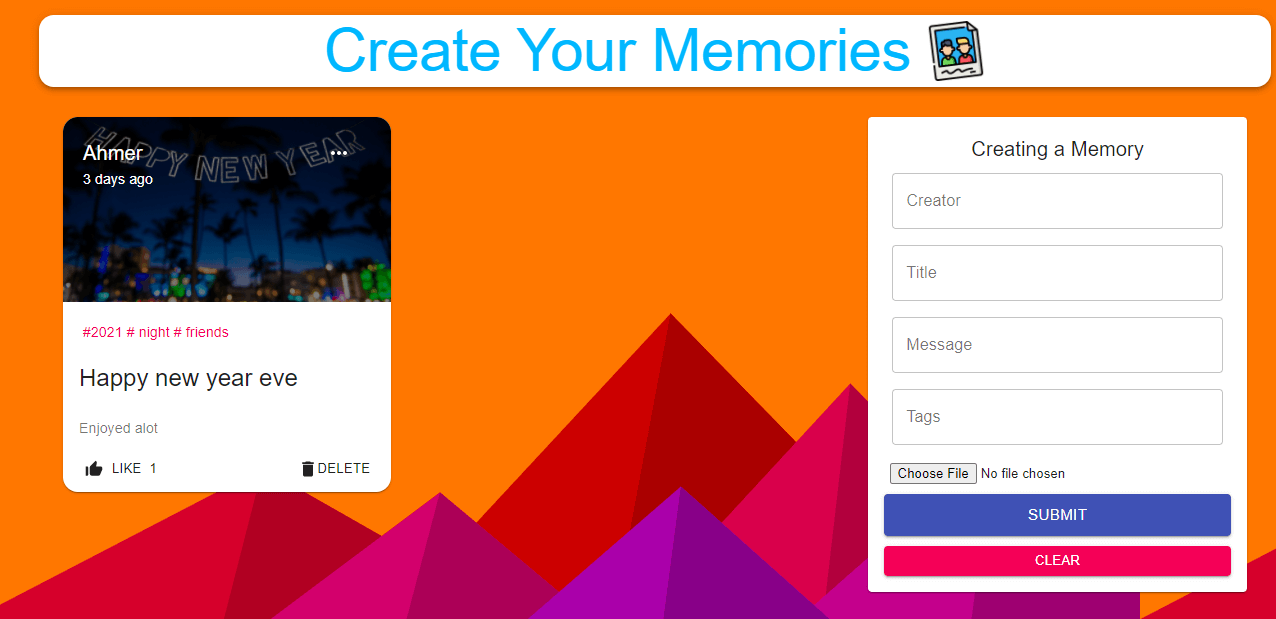 Create Your Memories
Ahmer
3 days ago
HAPPY NEW YEAR
#2021 # night # friends
Happy new year eve
Enjoyed alot
LIKE 1
DELETE
Creating a Memory
Creator
Title
Message
Tags
Choose File No file chosen
SUBMIT
CLEAR